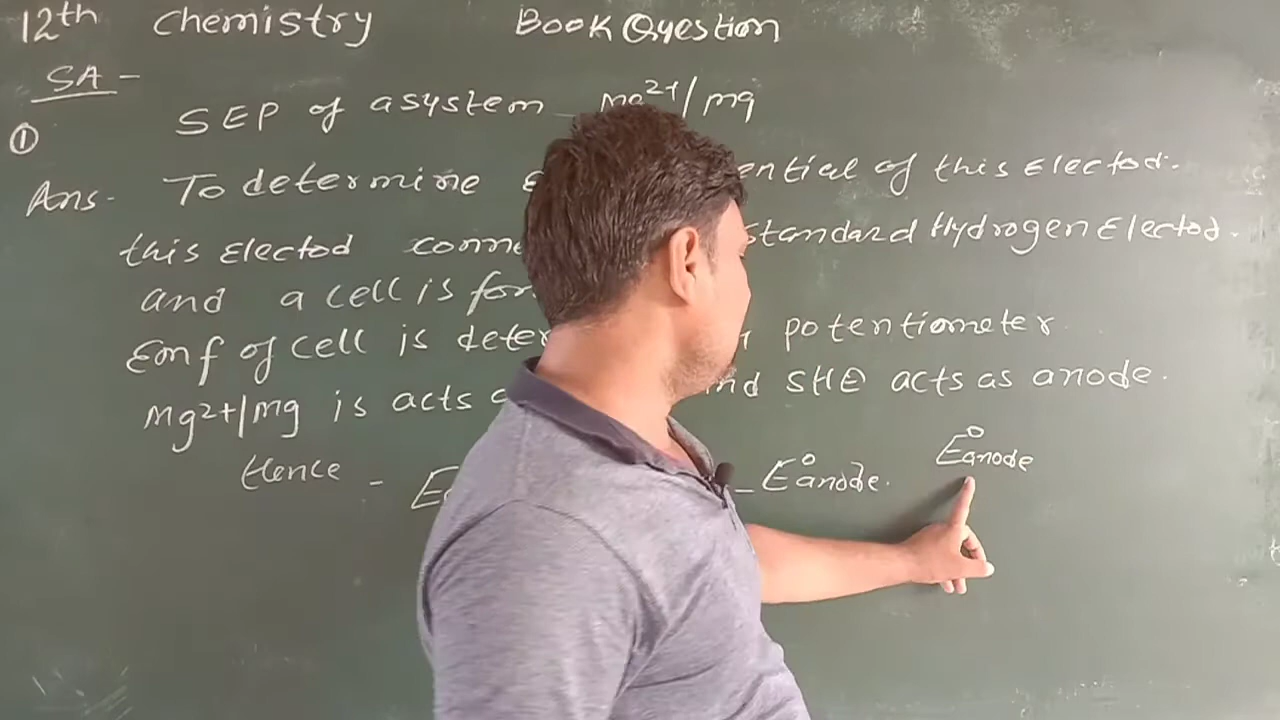 12th Chemistry Book Question
SA -
① SEP of a system Mg²⁺/mg
Ans- To determine ential of this Electod.
this Electod conne standard Hydrogen Electod.
and a cell is for
Emf of cell is deter potentiometer
Mg²⁺/mg is acts nd SHE acts as anode.
Hence - E - E°anode. E°anode